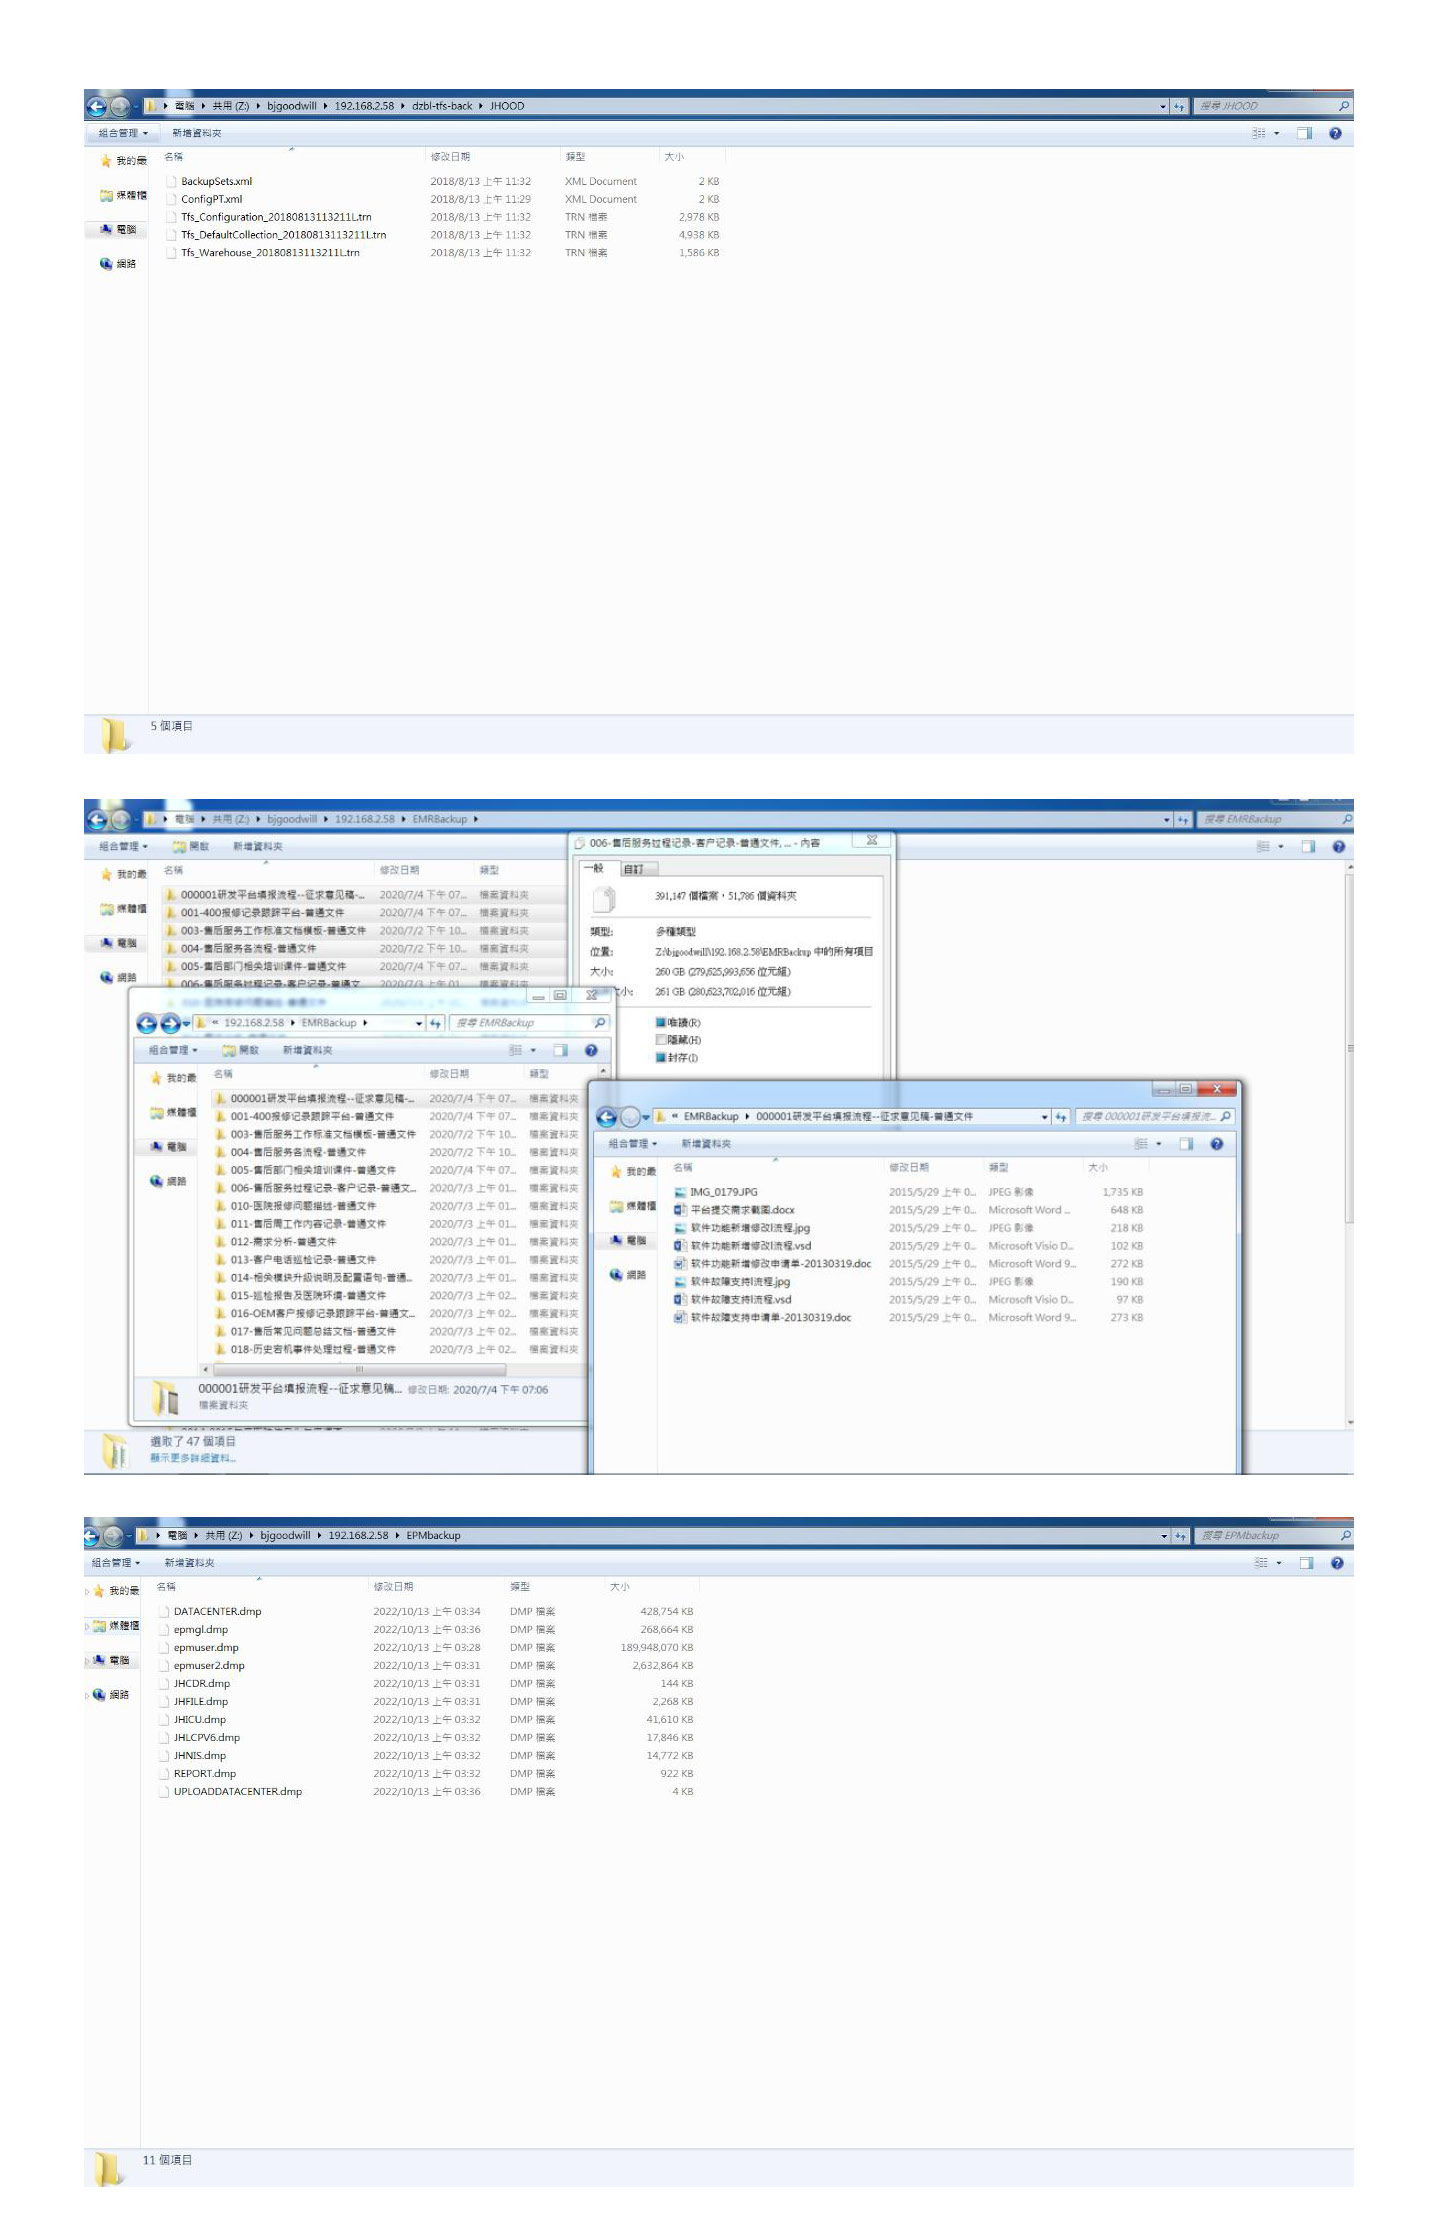 電腦 ▸ 共用 (Z:) ▸ bjgoodwill ▸ 192.168.2.58 ▸ dzbl-tfs-back ▸ JHOOD
搜尋 JHOOD
組合管理 新增資料夾
名稱 修改日期 類型 大小
我的最
媒體櫃
電腦
網路
BackupSets.xml 2018/8/13 上午 11:32 XML Document 2 KB
ConfigPT.xml 2018/8/13 上午 11:29 XML Document 2 KB
Tfs_Configuration_20180813113211L.trn 2018/8/13 上午 11:32 TRN 檔案 2,978 KB
Tfs_DefaultCollection_20180813113211L.trn 2018/8/13 上午 11:32 TRN 檔案 4,938 KB
Tfs_Warehouse_20180813113211L.trn 2018/8/13 上午 11:32 TRN 檔案 1,586 KB
5 個項目
電腦 ▸ 共用 (Z:) ▸ bjgoodwill ▸ 192.168.2.58 ▸ EMRBackup ▸
搜尋 EMRBackup
組合管理 開啟 新增資料夾
名稱 修改日期 類型
我的最
媒體櫃
電腦
網路
000001研发平台填报流程--征求意见稿-... 2020/7/4 下午 07... 檔案資料夾
001-400报修记录跟踪平台-普通文件 2020/7/4 下午 07... 檔案資料夾
003-售后服务工作标准文档模板-普通文件 2020/7/2 下午 10... 檔案資料夾
004-售后服务各流程-普通文件 2020/7/2 下午 10... 檔案資料夾
005-售后部门相关培训课件-普通文件 2020/7/4 下午 07... 檔案資料夾
006-售后服务过程记录-客户记录-普通文... 2020/7/3 上午 01... 檔案資料夾
006-售后服务过程记录-客户记录-普通文件, ... - 內容
一般 自訂
391,147 個檔案，51,786 個資料夾
類型: 多種類型
位置: Z:\bjgoodwill\192.168.2.58\EMRBackup 中的所有項目
大小: 260 GB (279,625,993,656 位元組)
大小: 261 GB (280,623,702,016 位元組)
唯讀(R)
隱藏(H)
封存(I)
« 192.168.2.58 ▸ EMRBackup ▸
搜尋 EMRBackup
組合管理 開啟 新增資料夾
名稱 修改日期 類型
我的最
媒體櫃
電腦
網路
000001研发平台填报流程--征求意见稿-... 2020/7/4 下午 07... 檔案資料夾
001-400报修记录跟踪平台-普通文件 2020/7/4 下午 07... 檔案資料夾
003-售后服务工作标准文档模板-普通文件 2020/7/2 下午 10... 檔案資料夾
004-售后服务各流程-普通文件 2020/7/2 下午 10... 檔案資料夾
005-售后部门相关培训课件-普通文件 2020/7/4 下午 07... 檔案資料夾
006-售后服务过程记录-客户记录-普通文... 2020/7/3 上午 01... 檔案資料夾
010-医院报修问题描述-普通文件 2020/7/3 上午 01... 檔案資料夾
011-售后周工作内容记录-普通文件 2020/7/3 上午 01... 檔案資料夾
012-需求分析-普通文件 2020/7/3 上午 01... 檔案資料夾
013-客户电话巡检记录-普通文件 2020/7/3 上午 01... 檔案資料夾
014-相关模块升级说明及配置语句-普通... 2020/7/3 上午 01... 檔案資料夾
015-巡检报告及医院环境-普通文件 2020/7/3 上午 02... 檔案資料夾
016-OEM客户报修记录跟踪平台-普通文... 2020/7/3 上午 02... 檔案資料夾
017-售后常见问题总结文档-普通文件 2020/7/3 上午 02... 檔案資料夾
018-历史宕机事件处理过程-普通文件 2020/7/3 上午 02... 檔案資料夾
000001研发平台填报流程--征求意见稿... 修改日期: 2020/7/4 下午 07:06
檔案資料夾
« EMRBackup ▸ 000001研发平台填报流程--征求意见稿-普通文件
搜尋 000001研发平台填报流...
組合管理 新增資料夾
名稱 修改日期 類型 大小
我的最
媒體櫃
電腦
網路
IMG_0179.JPG 2015/5/29 上午 0... JPEG 影像 1,735 KB
平台提交需求截图.docx 2015/5/29 上午 0... Microsoft Word ... 648 KB
软件功能新增修改I流程.jpg 2015/5/29 上午 0... JPEG 影像 218 KB
软件功能新增修改I流程.vsd 2015/5/29 上午 0... Microsoft Visio D... 102 KB
软件功能新增修改申请单-20130319.doc 2015/5/29 上午 0... Microsoft Word 9... 272 KB
软件故障支持I流程.jpg 2015/5/29 上午 0... JPEG 影像 190 KB
软件故障支持I流程.vsd 2015/5/29 上午 0... Microsoft Visio D... 97 KB
软件故障支持申请单-20130319.doc 2015/5/29 上午 0... Microsoft Word 9... 273 KB
選取了 47 個項目
顯示更多詳細資料...
電腦 ▸ 共用 (Z:) ▸ bjgoodwill ▸ 192.168.2.58 ▸ EPMbackup
搜尋 EPMbackup
組合管理 新增資料夾
名稱 修改日期 類型 大小
我的最
媒體櫃
電腦
網路
DATACENTER.dmp 2022/10/13 上午 03:34 DMP 檔案 428,754 KB
epmgl.dmp 2022/10/13 上午 03:36 DMP 檔案 268,664 KB
epmuser.dmp 2022/10/13 上午 03:28 DMP 檔案 189,948,070 KB
epmuser2.dmp 2022/10/13 上午 03:31 DMP 檔案 2,632,864 KB
JHCDR.dmp 2022/10/13 上午 03:31 DMP 檔案 144 KB
JHFILE.dmp 2022/10/13 上午 03:31 DMP 檔案 2,268 KB
JHICU.dmp 2022/10/13 上午 03:32 DMP 檔案 41,610 KB
JHLCPV6.dmp 2022/10/13 上午 03:32 DMP 檔案 17,846 KB
JHNIS.dmp 2022/10/13 上午 03:32 DMP 檔案 14,772 KB
REPORT.dmp 2022/10/13 上午 03:32 DMP 檔案 922 KB
UPLOADDATACENTER.dmp 2022/10/13 上午 03:36 DMP 檔案 4 KB
11 個項目